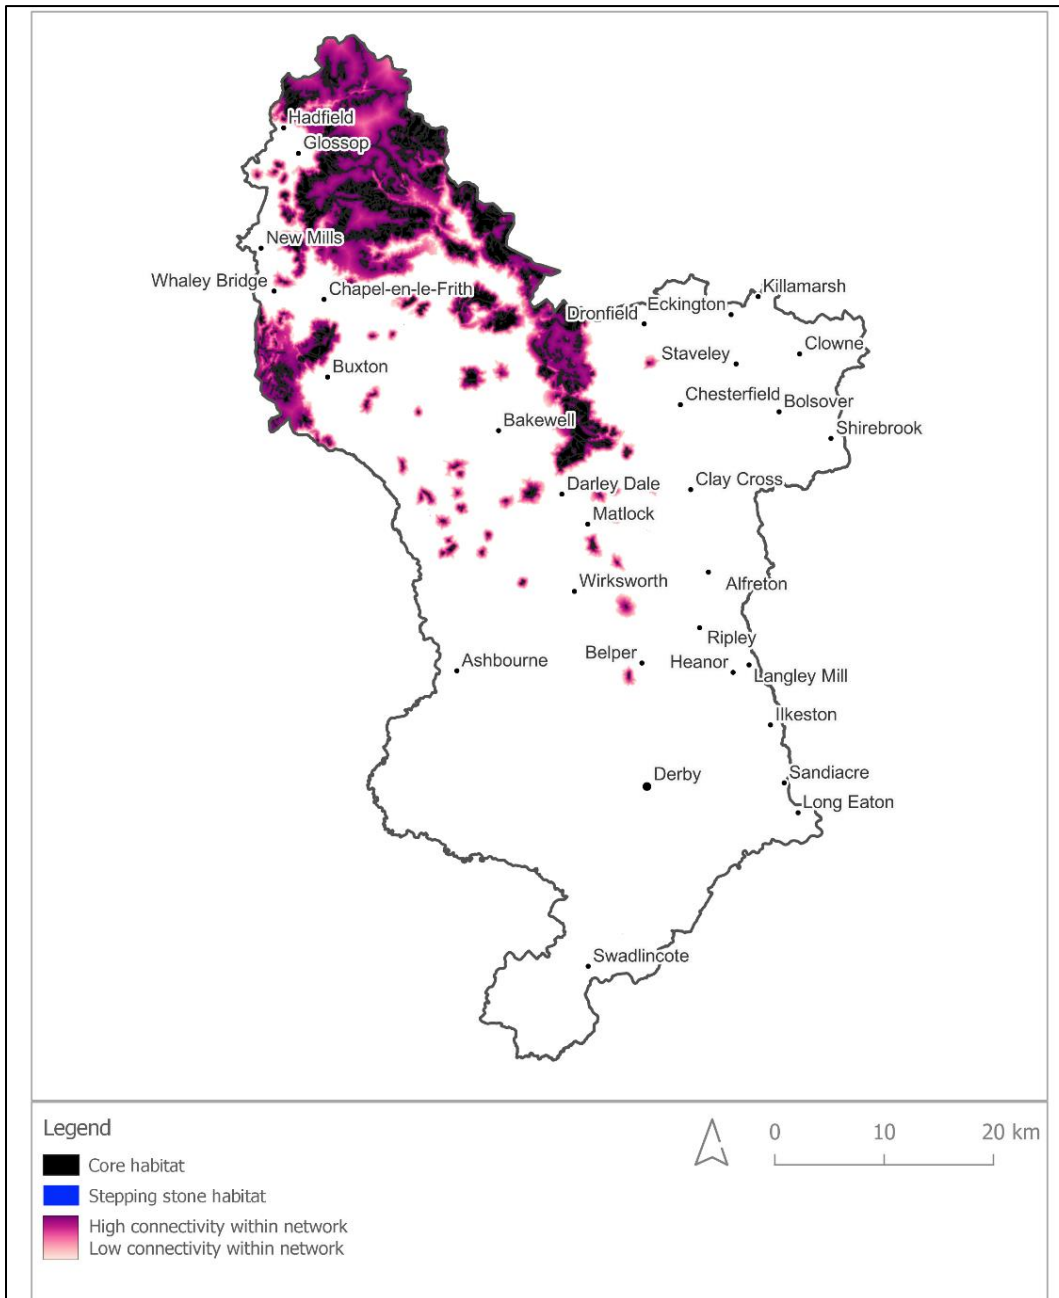 Hadfield
Glossop
New Mills
Whaley Bridge
Chapel-en-le-Frith
Killamarsh
Eckington
Dronfield
Clowne
Staveley
Buxton
Chesterfield
Bolsover
Bakewell
Shirebrook
Darley Dale
Clay Cross
Matlock
Wirksworth
Alfreton
Ripley
Belper
Heanor
Ashbourne
Langley Mill
Ilkeston
Derby
Sandiacre
Long Eaton
Swadlincote
Legend
Core habitat
Stepping stone habitat
High connectivity within network
Low connectivity within network
0 10 20 km